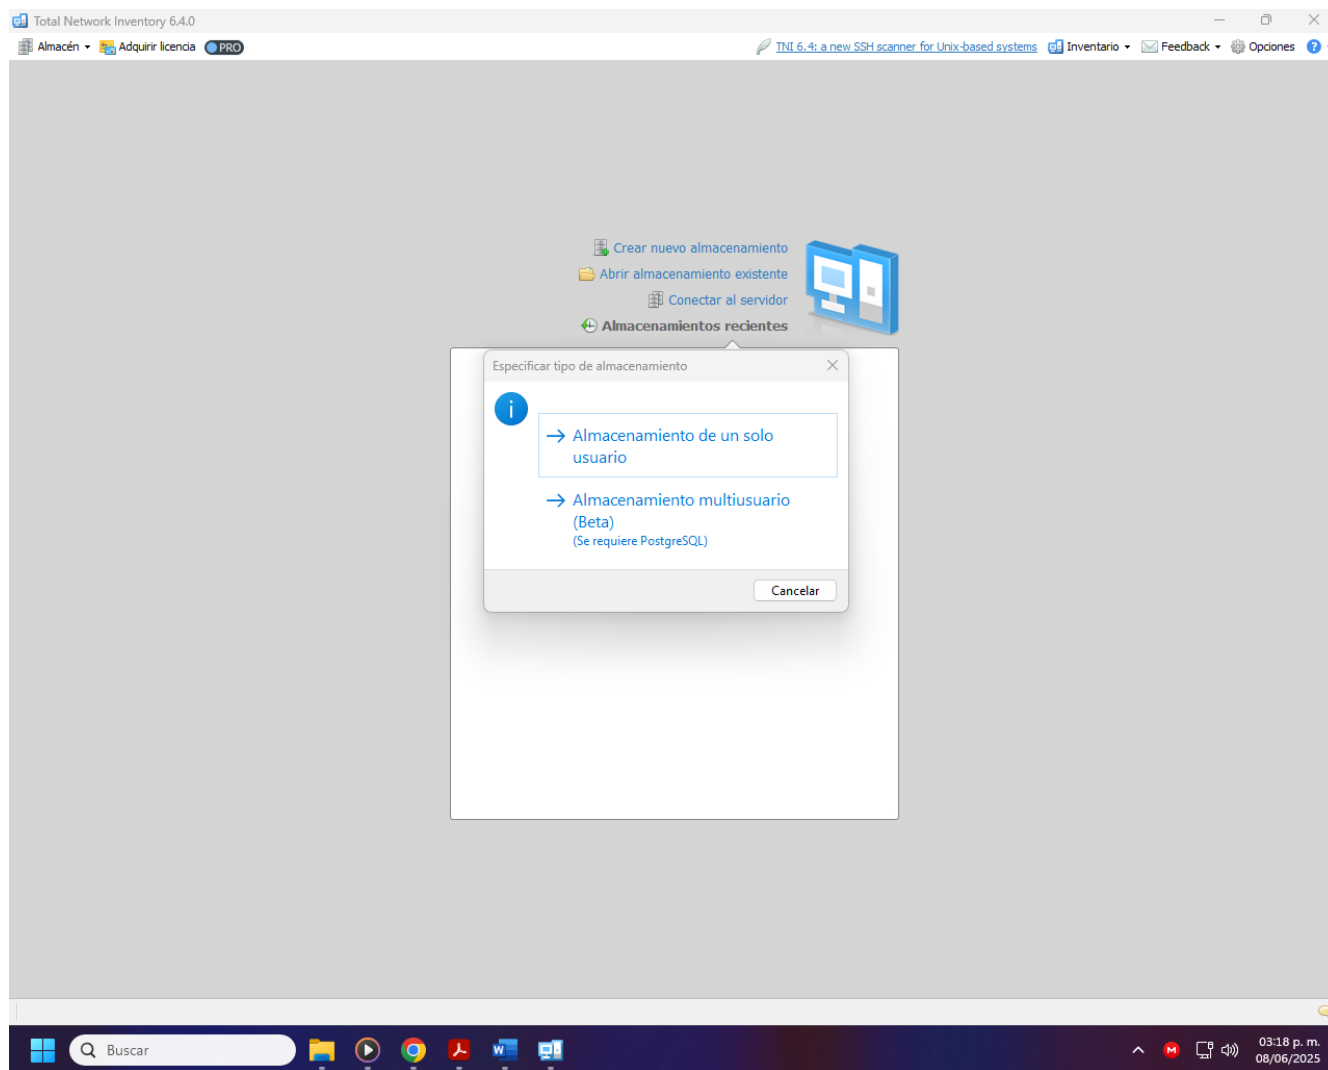 Total Network Inventory 6.4.0
Almacén Adquirir licencia PRO TNI 6.4: a new SSH scanner for Unix-based systems Inventario Feedback Opciones ?
Crear nuevo almacenamiento
Abrir almacenamiento existente
Conectar al servidor
Almacenamientos recientes
Especificar tipo de almacenamiento
i
Almacenamiento de un solo
usuario
Almacenamiento multiusuario
(Beta)
(Se requiere PostgreSQL)
Cancelar
Buscar
W
M
03:18 p. m.
08/06/2025